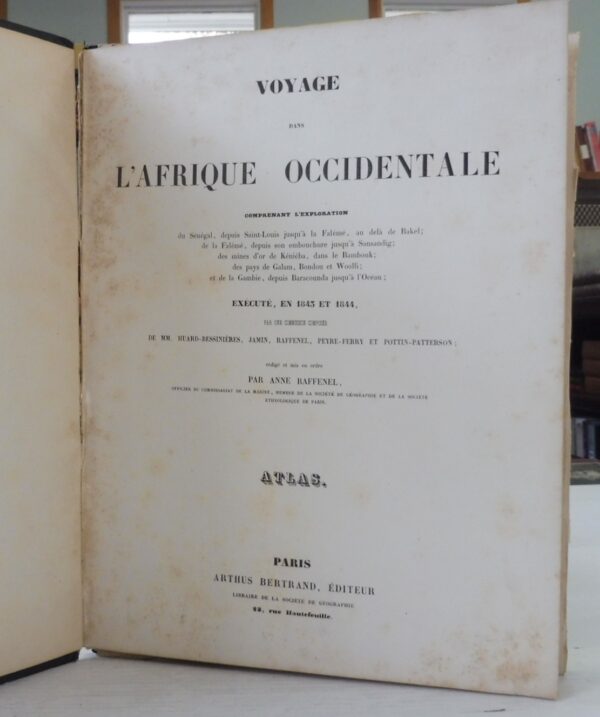 VOYAGE
DANS
L'AFRIQUE OCCIDENTALE
COMPRENANT L'EXPLORATION
du Sénégal, depuis Saint-Louis jusqu'à la Falémé, au delà de Bakel;
de la Falémé, depuis son embouchure jusqu'à Sansandig;
des mines d'or de Kéniéba, dans le Bambouk;
des pays de Galam, Bondou et Woolli;
et de la Gambie, depuis Baracounda jusqu'à l'Océan;
EXÉCUTÉ, EN 1843 ET 1844,
PAR UNE COMMISSION COMPOSÉE
DE MM. HUARD-BESSINIÈRES, JAMIN, RAFFENEL, PEYRE-FERRY ET POTTIN-PATTERSON;
rédigé et mis en ordre
PAR ANNE RAFFENEL,
OFFICIER DU COMMISSARIAT DE LA MARINE, MEMBRE DE LA SOCIÉTÉ DE GÉOGRAPHIE ET DE LA SOCIÉTÉ
ETHNOLOGIQUE DE PARIS.
ATLAS.
PARIS
ARTHUS BERTRAND, ÉDITEUR
LIBRAIRE DE LA SOCIÉTÉ DE GÉOGRAPHIE
rue Hautefeuille.